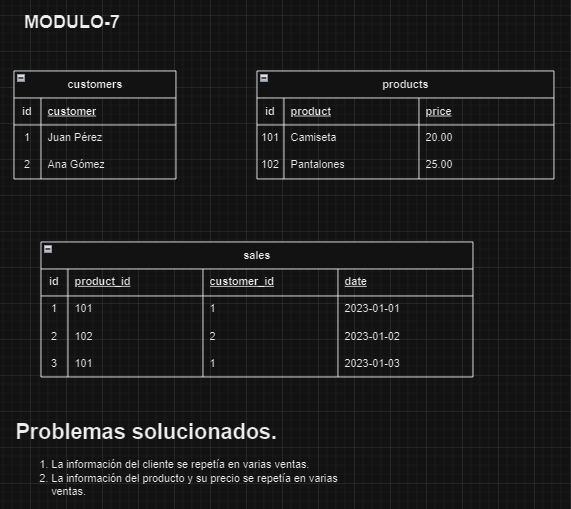 MODULO-7
customers
id customer
1 Juan Pérez
2 Ana Gómez
products
id product price
101 Camiseta 20.00
102 Pantalones 25.00
sales
id product_id customer_id date
1 101 1 2023-01-01
2 102 2 2023-01-02
3 101 1 2023-01-03
Problemas solucionados.
1. La información del cliente se repetía en varias ventas.
2. La información del producto y su precio se repetía en varias
ventas.